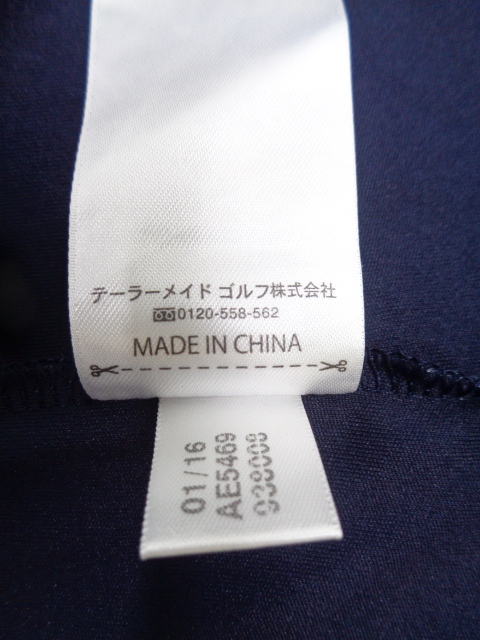 テーラーメイド ゴルフ株式会社
0120-558-562
MADE IN CHINA
01/16
AE5469